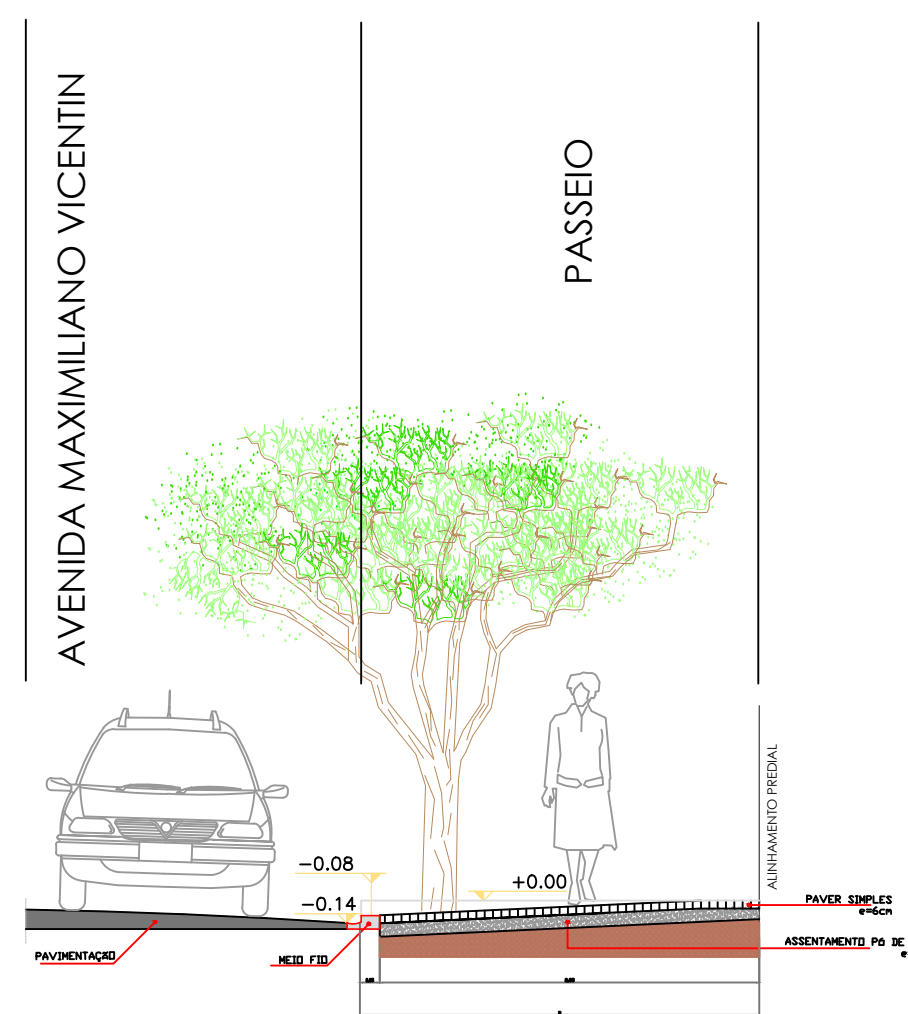 AVENIDA MAXIMILIANO VICENTIN
PASSEIO
ALINHAMENTO PREDIAL
-0.08
+0.00
-0.14
PAVER SIMPLES
e=6cm
ASSENTAMENTO PÓ DE
e
PAVIMENTAÇÃO
MEIO FIO